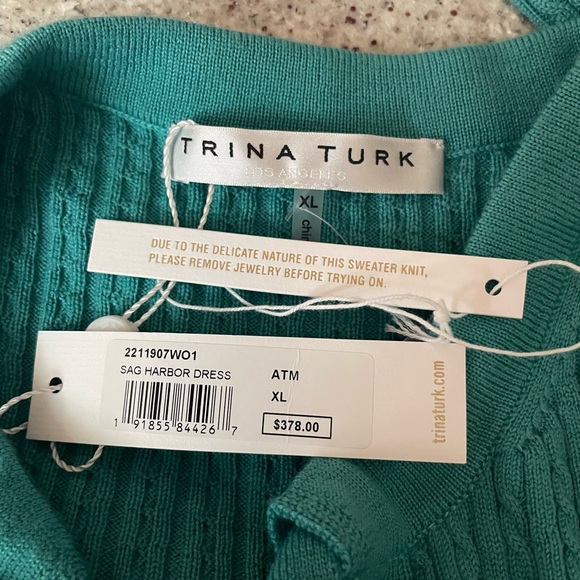 TRINA TURK
LOS ANGELES
XL
DUE TO THE DELICATE NATURE OF THIS SWEATER KNIT,
PLEASE REMOVE JEWELRY BEFORE TRYING ON.
2211907WO1
SAG HARBOR DRESS
ATM
XL
$378.00
1 91855 84426 7
trinaturk.com